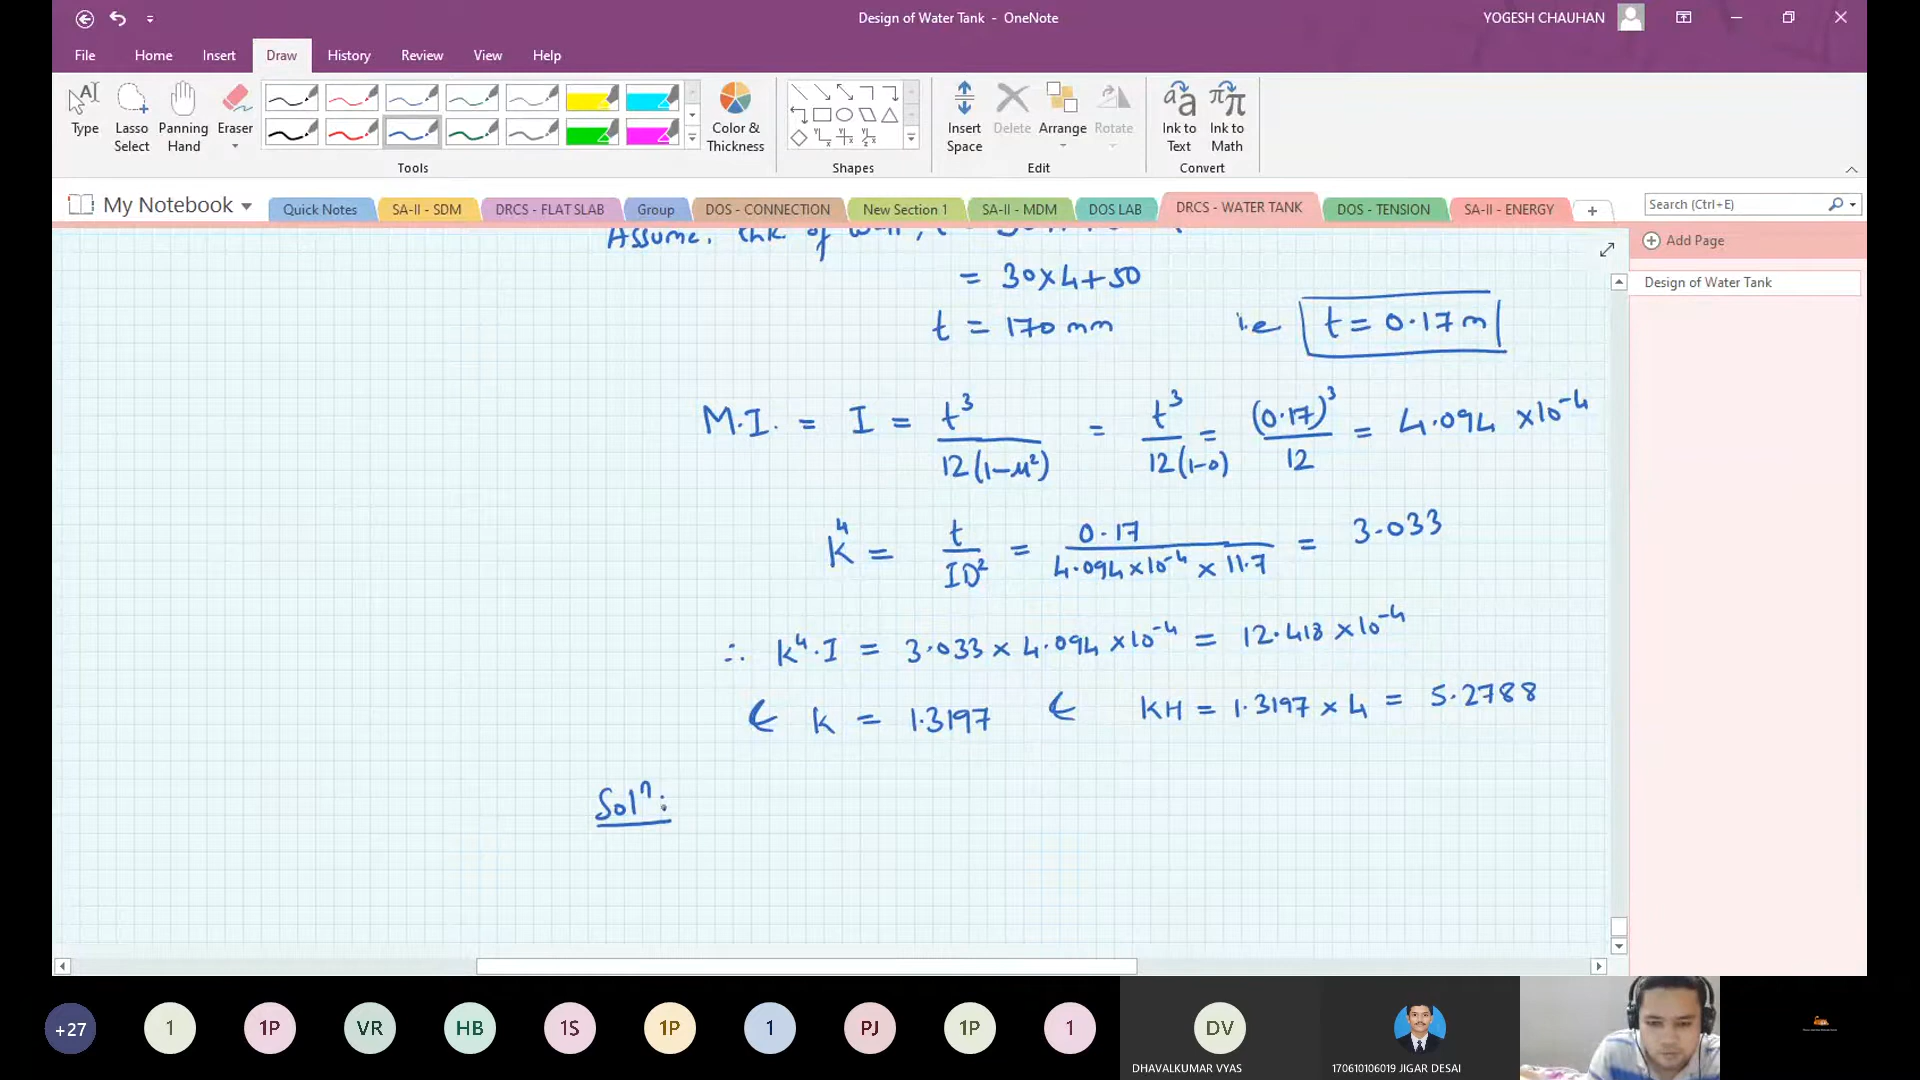 Design of Water Tank - OneNote
YOGESH CHAUHAN
File Home Insert Draw History Review View Help
Type
Lasso Select
Panning Hand
Eraser
Color & Thickness
Insert Space
Delete
Arrange
Rotate
Ink to Text
Ink to Math
Tools Shapes Edit Convert
My Notebook
Quick Notes SA-II - SDM DRCS - FLAT SLAB Group DOS - CONNECTION New Section 1 SA-II - MDM DOS LAB DRCS - WATER TANK DOS - TENSION SA-II - ENERGY
Search (Ctrl+E)
Add Page
Design of Water Tank
Assume, thk of wall, t
= 30×4+50
t = 170 mm i.e t = 0.17m
M.I. = I = t³/12(1-μ²) = t³/12(1-0) = (0.17)³/12 = 4.094 ×10⁻⁴
K⁴ = t/ID² = 0.17/4.094×10⁻⁴ × 11.7 = 3.033
∴ K⁴·I = 3.033 × 4.094 ×10⁻⁴ = 12.418 ×10⁻⁴
K = 1.3197 KH = 1.3197 × 4 = 5.2788
Solⁿ:
+27 1 1P VR HB 1S 1P 1 PJ 1P 1 DV
DHAVALKUMAR VYAS
170610106019 JIGAR DESAI